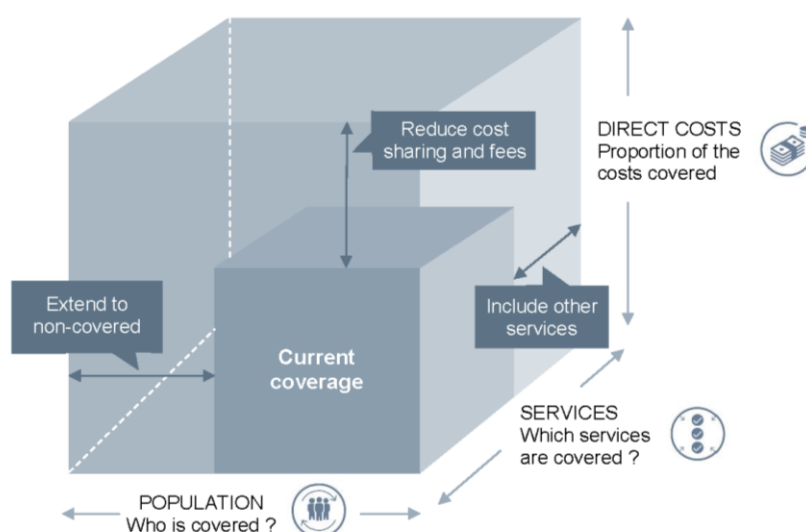 Reduce cost
sharing and fees
DIRECT COSTS
Proportion of the
costs covered
Extend to
non-covered
Include other
services
Current
coverage
SERVICES
Which services
are covered ?
POPULATION
Who is covered ?